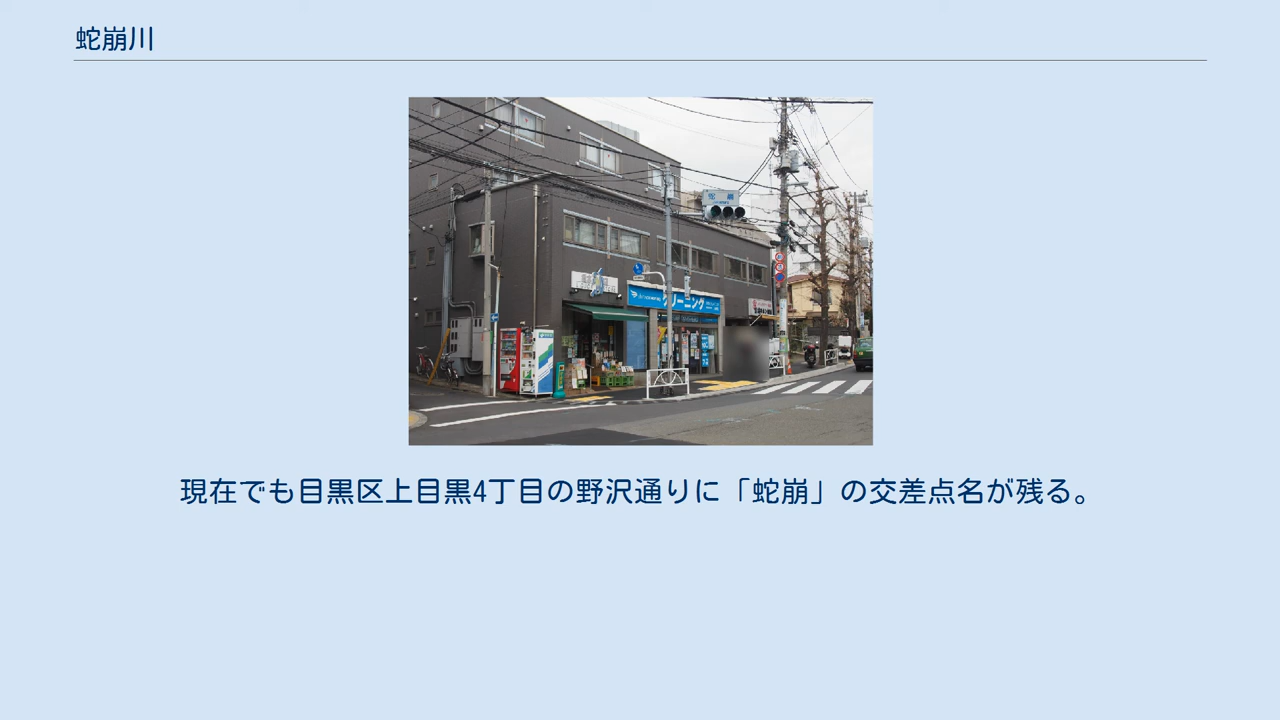 蛇崩川
蛇崩
クリーニング
現在でも目黒区上目黒4丁目の野沢通りに「蛇崩」の交差点名が残る。